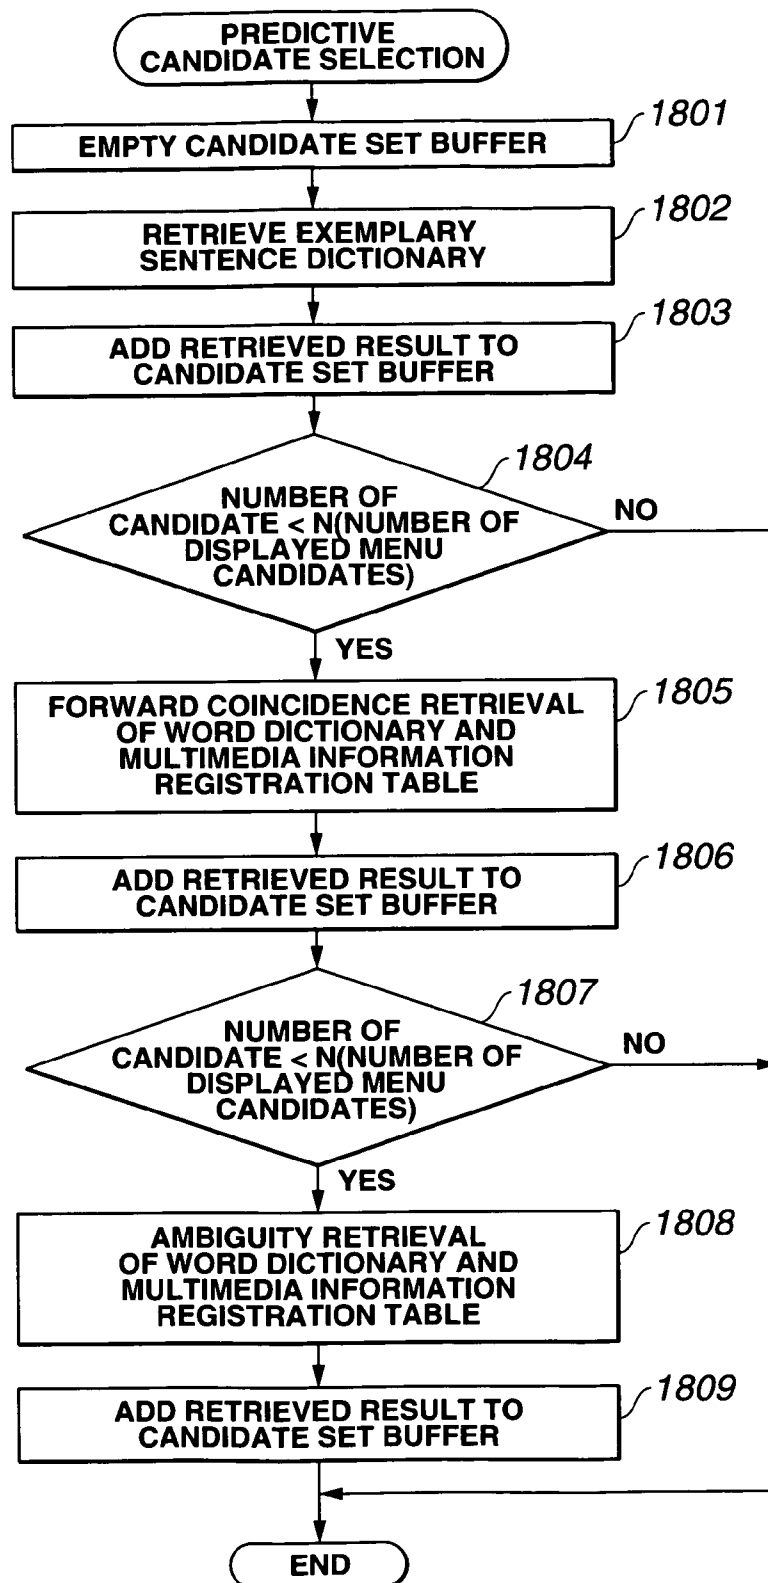 PREDICTIVE
CANDIDATE SELECTION
1801
EMPTY CANDIDATE SET BUFFER
1802
RETRIEVE EXEMPLARY
SENTENCE DICTIONARY
1803
ADD RETRIEVED RESULT TO
CANDIDATE SET BUFFER
1804
NUMBER OF
CANDIDATE < N(NUMBER OF
DISPLAYED MENU
CANDIDATES)
NO
YES
1805
FORWARD COINCIDENCE RETRIEVAL
OF WORD DICTIONARY AND
MULTIMEDIA INFORMATION
REGISTRATION TABLE
1806
ADD RETRIEVED RESULT TO
CANDIDATE SET BUFFER
1807
NUMBER OF
CANDIDATE < N(NUMBER OF
DISPLAYED MENU
CANDIDATES)
NO
YES
1808
AMBIGUITY RETRIEVAL
OF WORD DICTIONARY AND
MULTIMEDIA INFORMATION
REGISTRATION TABLE
1809
ADD RETRIEVED RESULT TO
CANDIDATE SET BUFFER
END